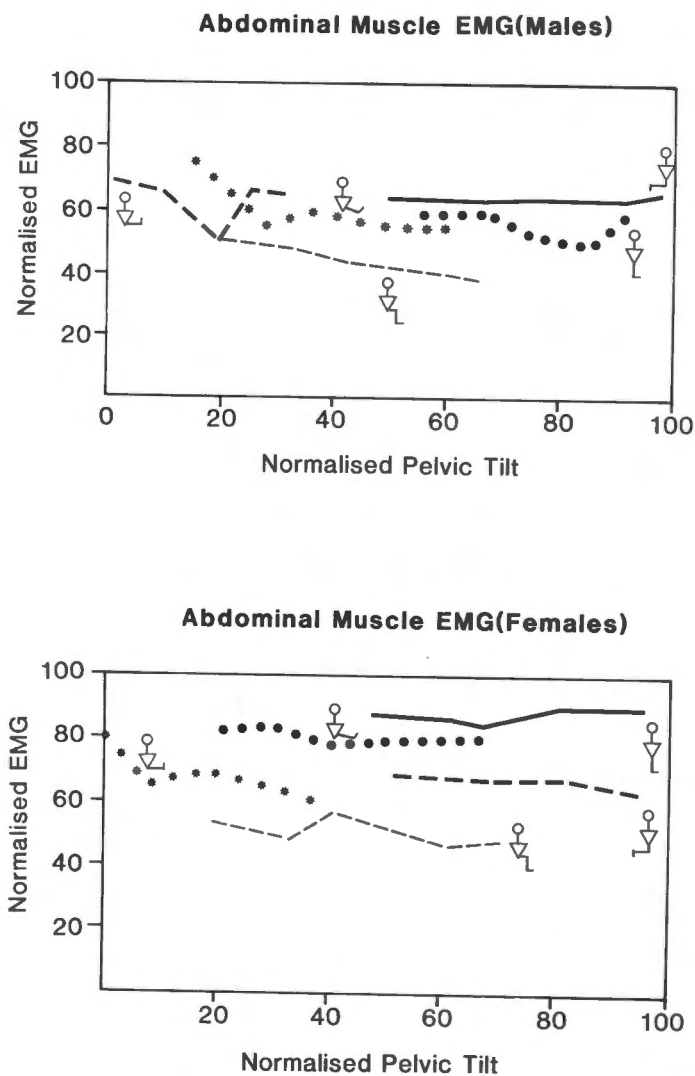 Abdominal Muscle EMG(Males)
100
80
60
40
20
Normalised EMG
0 20 40 60 80 100
Normalised Pelvic Tilt
Abdominal Muscle EMG(Females)
100
80
60
40
20
Normalised EMG
20 40 60 80 100
Normalised Pelvic Tilt